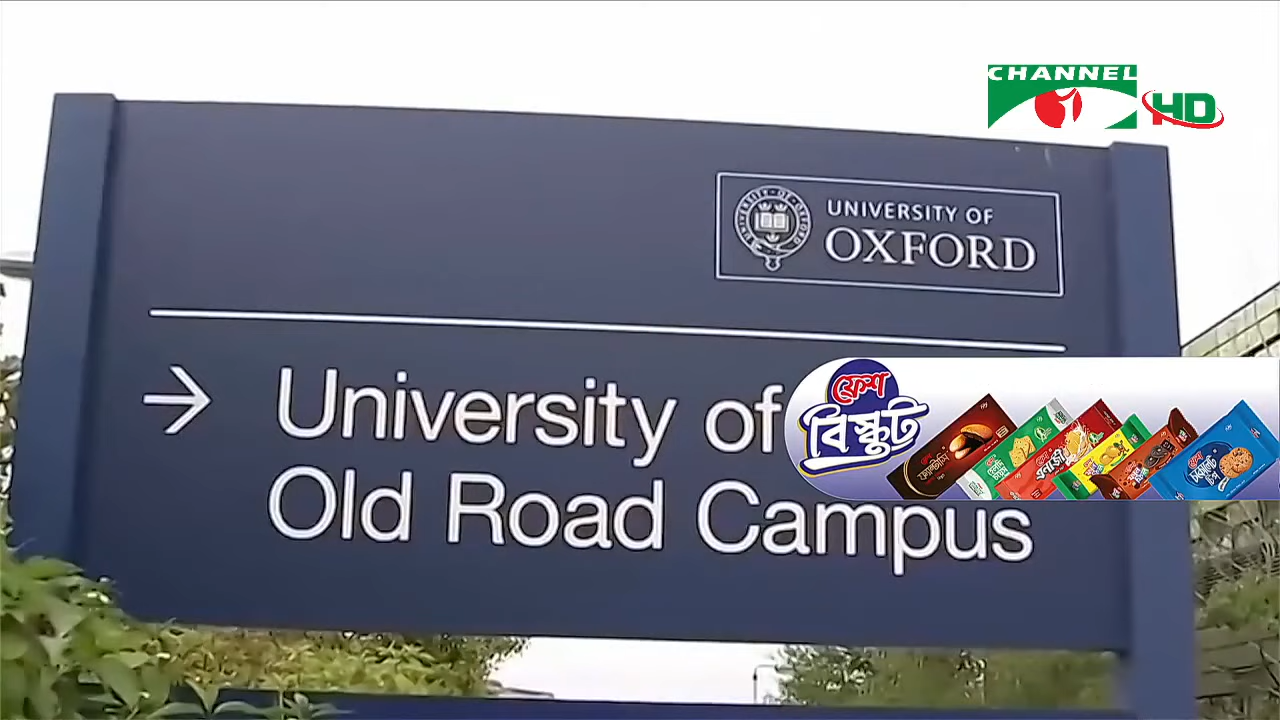 CHANNEL i HD
UNIVERSITY OF
OXFORD
University of
Old Road Campus
ফ্রেশ
বিস্কুট